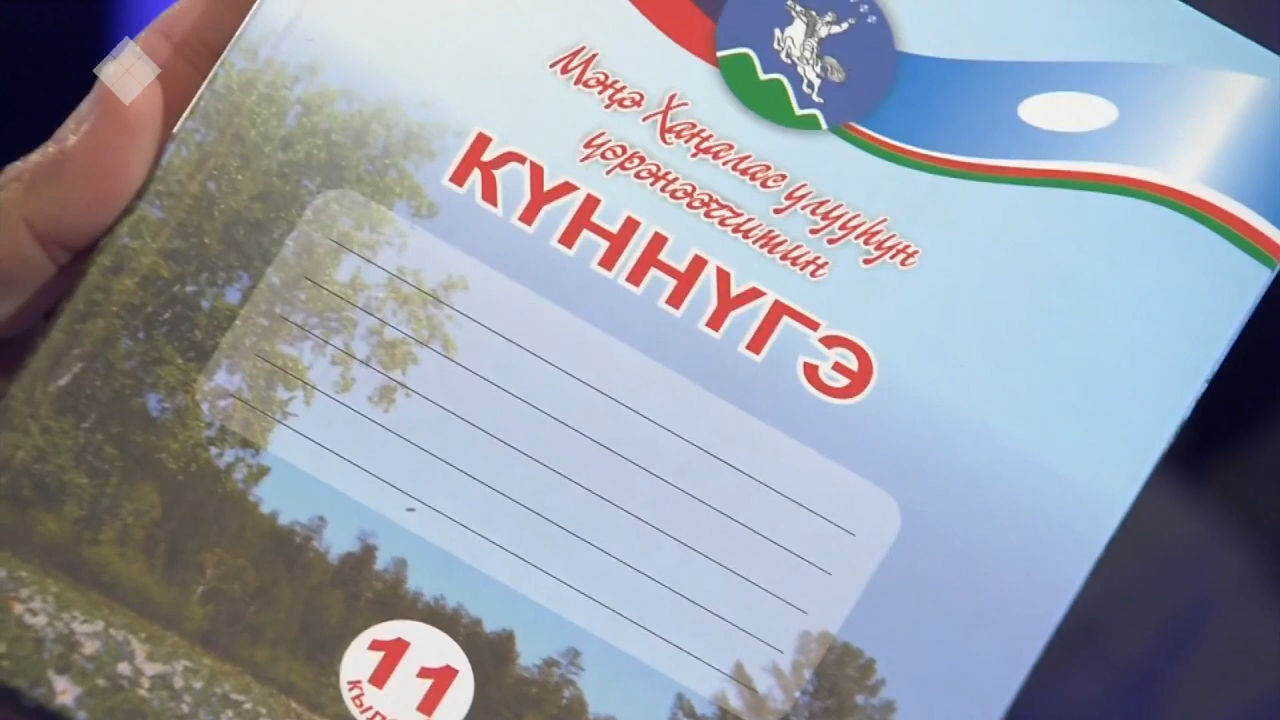 Мэҥэ Хаҥалас улууһун
үөрэнээччитин
КҮННҮГЭ
11